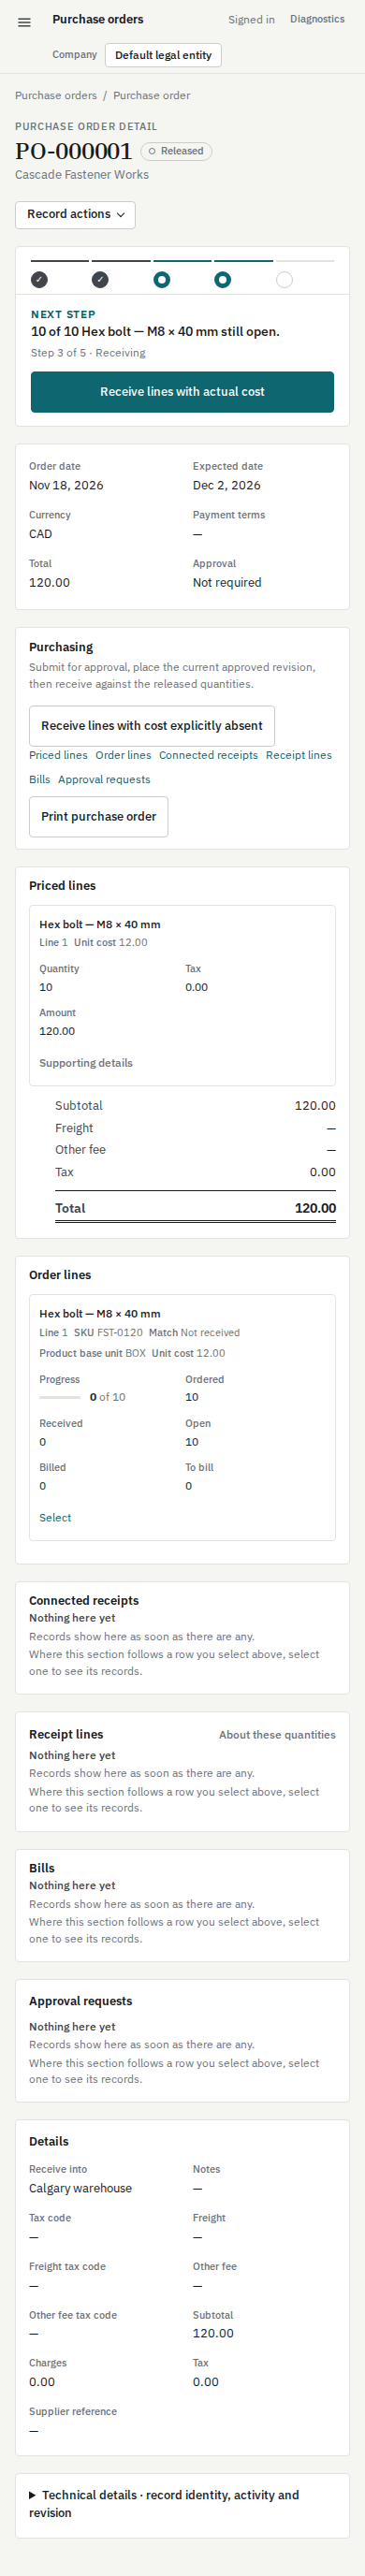 Purchase orders
Signed in
Diagnostics
Company
Default legal entity
Purchase orders / Purchase order
PURCHASE ORDER DETAIL
PO-000001
Released
Cascade Fastener Works
Record actions
NEXT STEP
10 of 10 Hex bolt — M8 × 40 mm still open.
Step 3 of 5 · Receiving
Receive lines with actual cost
Order date
Expected date
Nov 18, 2026
Dec 2, 2026
Currency
Payment terms
CAD
—
Total
Approval
120.00
Not required
Purchasing
Submit for approval, place the current approved revision,
then receive against the released quantities.
Receive lines with cost explicitly absent
Priced lines Order lines Connected receipts Receipt lines
Bills Approval requests
Print purchase order
Priced lines
Hex bolt — M8 × 40 mm
Line 1 Unit cost 12.00
Quantity
Tax
10
0.00
Amount
120.00
Supporting details
Subtotal 120.00
Freight —
Other fee —
Tax 0.00
Total 120.00
Order lines
Hex bolt — M8 × 40 mm
Line 1 SKU FST-0120 Match Not received
Product base unit BOX Unit cost 12.00
Progress
Ordered
0 of 10
10
Received
Open
0
10
Billed
To bill
0
0
Select
Connected receipts
Nothing here yet
Records show here as soon as there are any.
Where this section follows a row you select above, select
one to see its records.
Receipt lines
About these quantities
Nothing here yet
Records show here as soon as there are any.
Where this section follows a row you select above, select
one to see its records.
Bills
Nothing here yet
Records show here as soon as there are any.
Where this section follows a row you select above, select
one to see its records.
Approval requests
Nothing here yet
Records show here as soon as there are any.
Where this section follows a row you select above, select
one to see its records.
Details
Receive into
Notes
Calgary warehouse
—
Tax code
Freight
—
—
Freight tax code
Other fee
—
—
Other fee tax code
Subtotal
—
120.00
Charges
Tax
0.00
0.00
Supplier reference
—
Technical details · record identity, activity and
revision